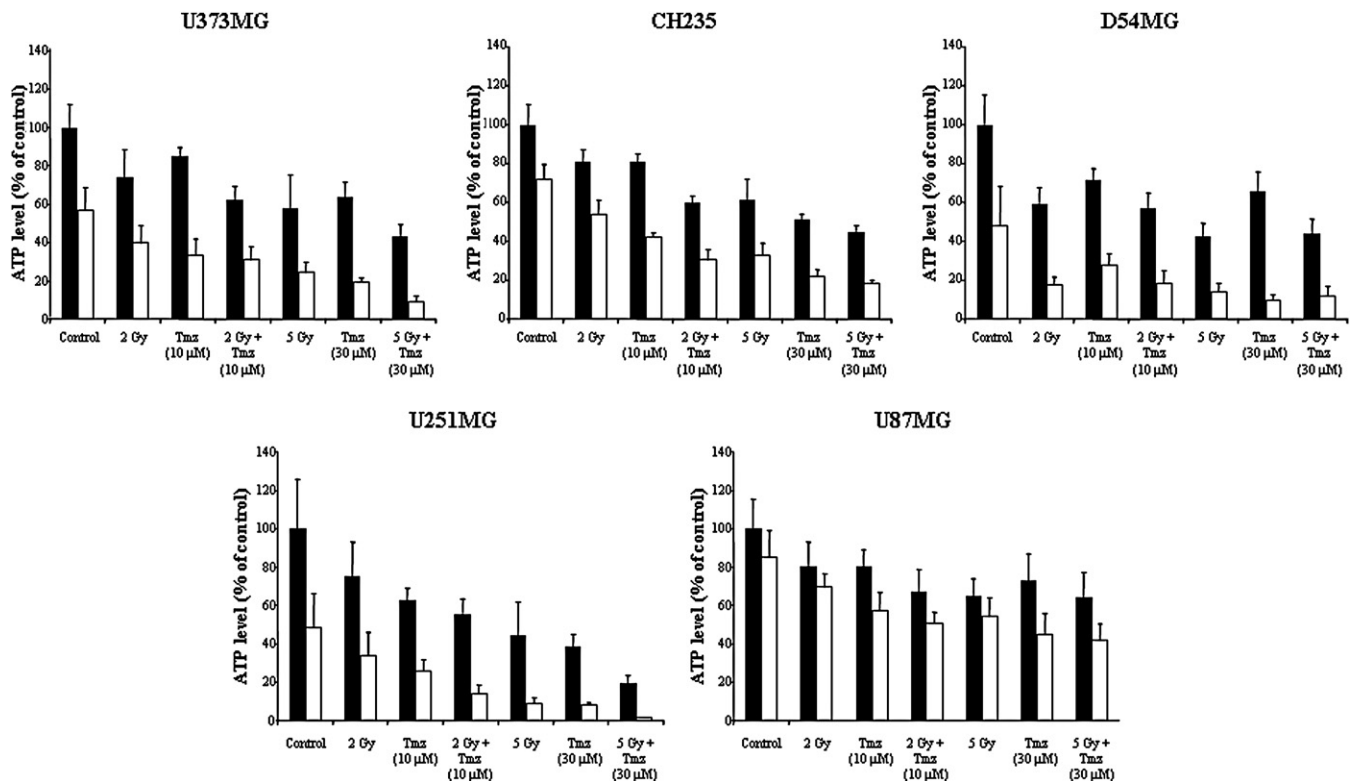 U373MG
ATP level (% of control)
140
120
100
80
60
40
20
0
Control
2 Gy
Tmz
(10 µM)
2 Gy +
Tmz
(10 µM)
5 Gy
Tmz
(30 µM)
5 Gy +
Tmz
(30 µM)
CH235
ATP level (% of control)
140
120
100
80
60
40
20
0
Control
2 Gy
Tmz
(10 µM)
2 Gy +
Tmz
(10 µM)
5 Gy
Tmz
(30 µM)
5 Gy +
Tmz
(30 µM)
D54MG
ATP level (% of control)
140
120
100
80
60
40
20
0
Control
2 Gy
Tmz
(10 µM)
2 Gy +
Tmz
(10 µM)
5 Gy
Tmz
(30 µM)
5 Gy +
Tmz
(30 µM)
U251MG
ATP level (% of control)
140
120
100
80
60
40
20
0
Control
2 Gy
Tmz
(10 µM)
2 Gy +
Tmz
(10 µM)
5 Gy
Tmz
(30 µM)
5 Gy +
Tmz
(30 µM)
U87MG
ATP level (% of control)
140
120
100
80
60
40
20
0
Control
2 Gy
Tmz
(10 µM)
2 Gy +
Tmz
(10 µM)
5 Gy
Tmz
(30 µM)
5 Gy +
Tmz
(30 µM)